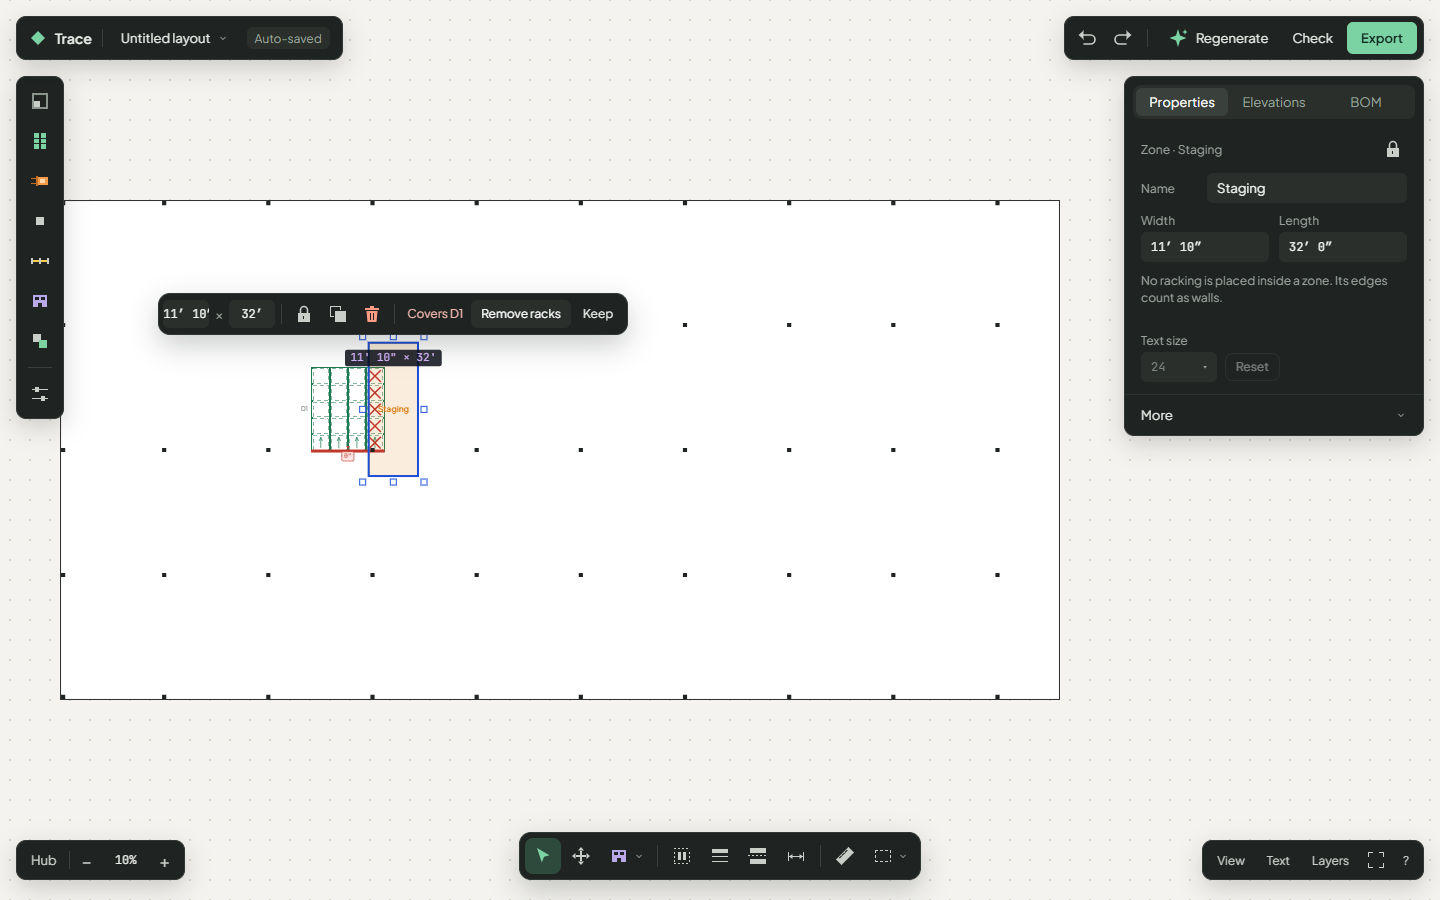 Trace
Untitled layout
Auto-saved
Regenerate
Check
Export
Properties
Elevations
BOM
Zone · Staging
Name
Staging
Width
Length
11′ 10″
32′ 0″
No racking is placed inside a zone. Its edges
count as walls.
Text size
24
Reset
More
11′ 10′
×
32′
Covers D1
Remove racks
Keep
11' 10" × 32'
D1
Staging
Hub
−
10%
+
View
Text
Layers
?